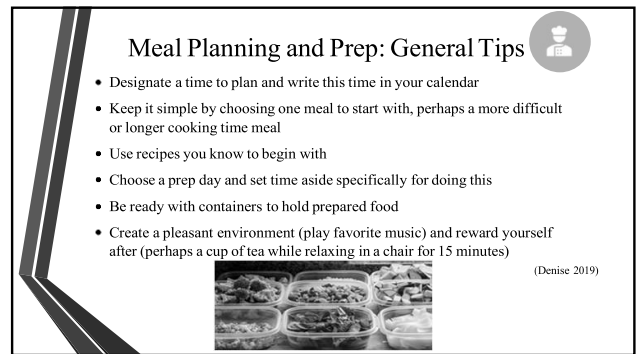 Meal Planning and Prep: General Tips
• Designate a time to plan and write this time in your calendar
• Keep it simple by choosing one meal to start with, perhaps a more difficult
or longer cooking time meal
• Use recipes you know to begin with
• Choose a prep day and set time aside specifically for doing this
• Be ready with containers to hold prepared food
• Create a pleasant environment (play favorite music) and reward yourself
after (perhaps a cup of tea while relaxing in a chair for 15 minutes)
(Denise 2019)